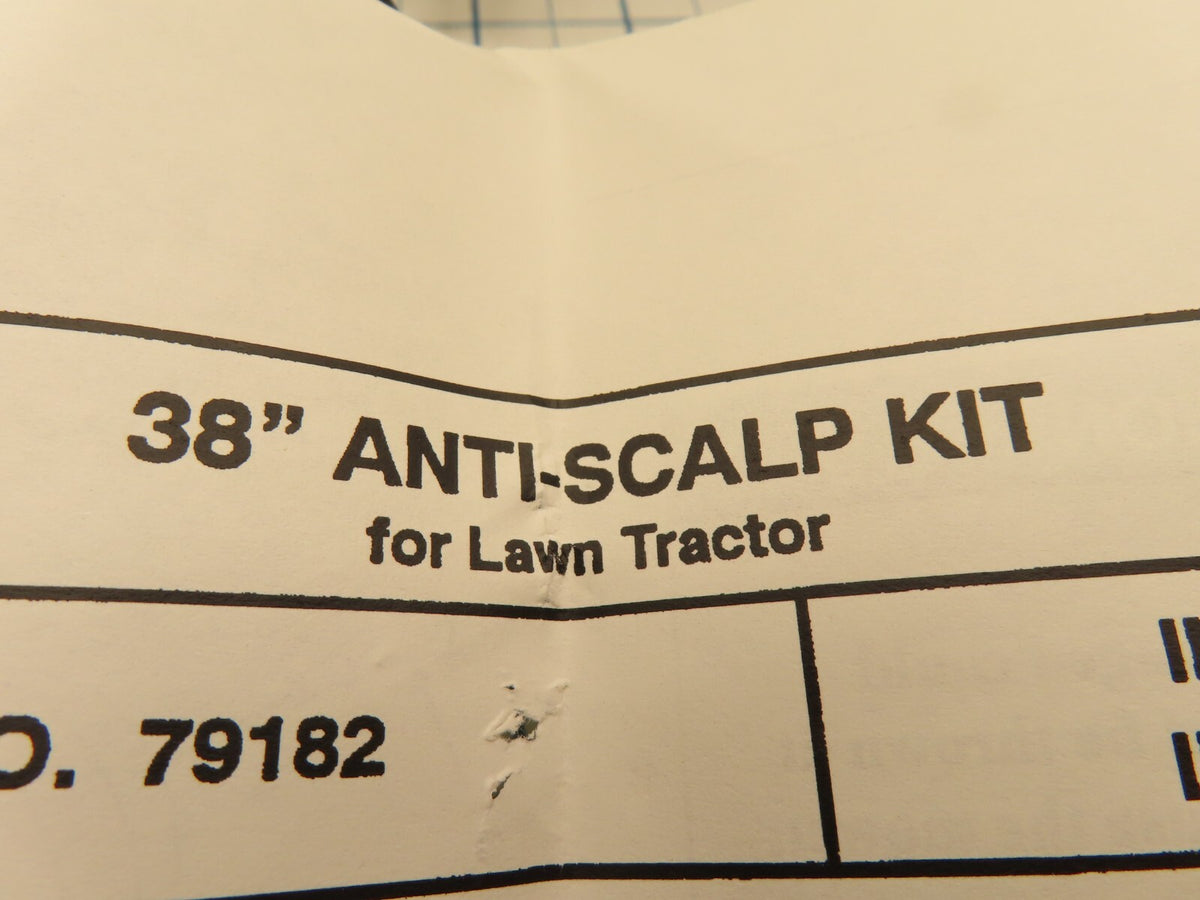 38” ANTI-SCALP KIT
for Lawn Tractor
O. 79182